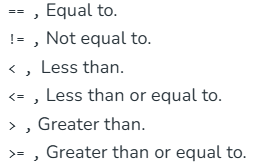 == , Equal to.
!= , Not equal to.
< , Less than.
<= , Less than or equal to.
> , Greater than.
>= , Greater than or equal to.